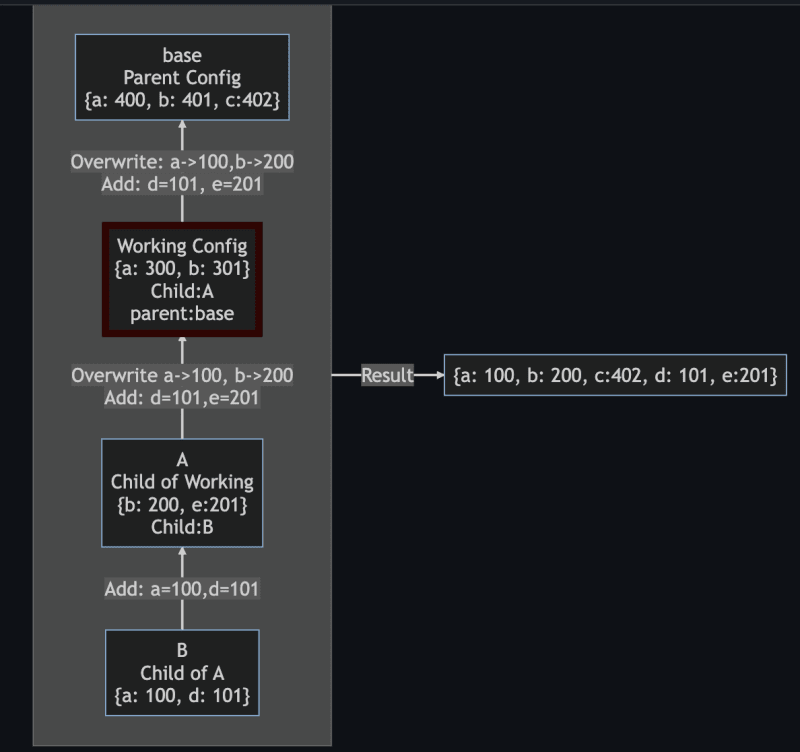 base
Parent Config
{a: 400, b: 401, c:402}
Overwrite: a->100,b->200
Add: d=101, e=201
Working Config
{a: 300, b: 301}
Child:A
parent:base
Overwrite a->100, b->200
Add: d=101,e=201
Result
{a: 100, b: 200, c:402, d: 101, e:201}
A
Child of Working
{b: 200, e:201}
Child:B
Add: a=100,d=101
B
Child of A
{a: 100, d: 101}